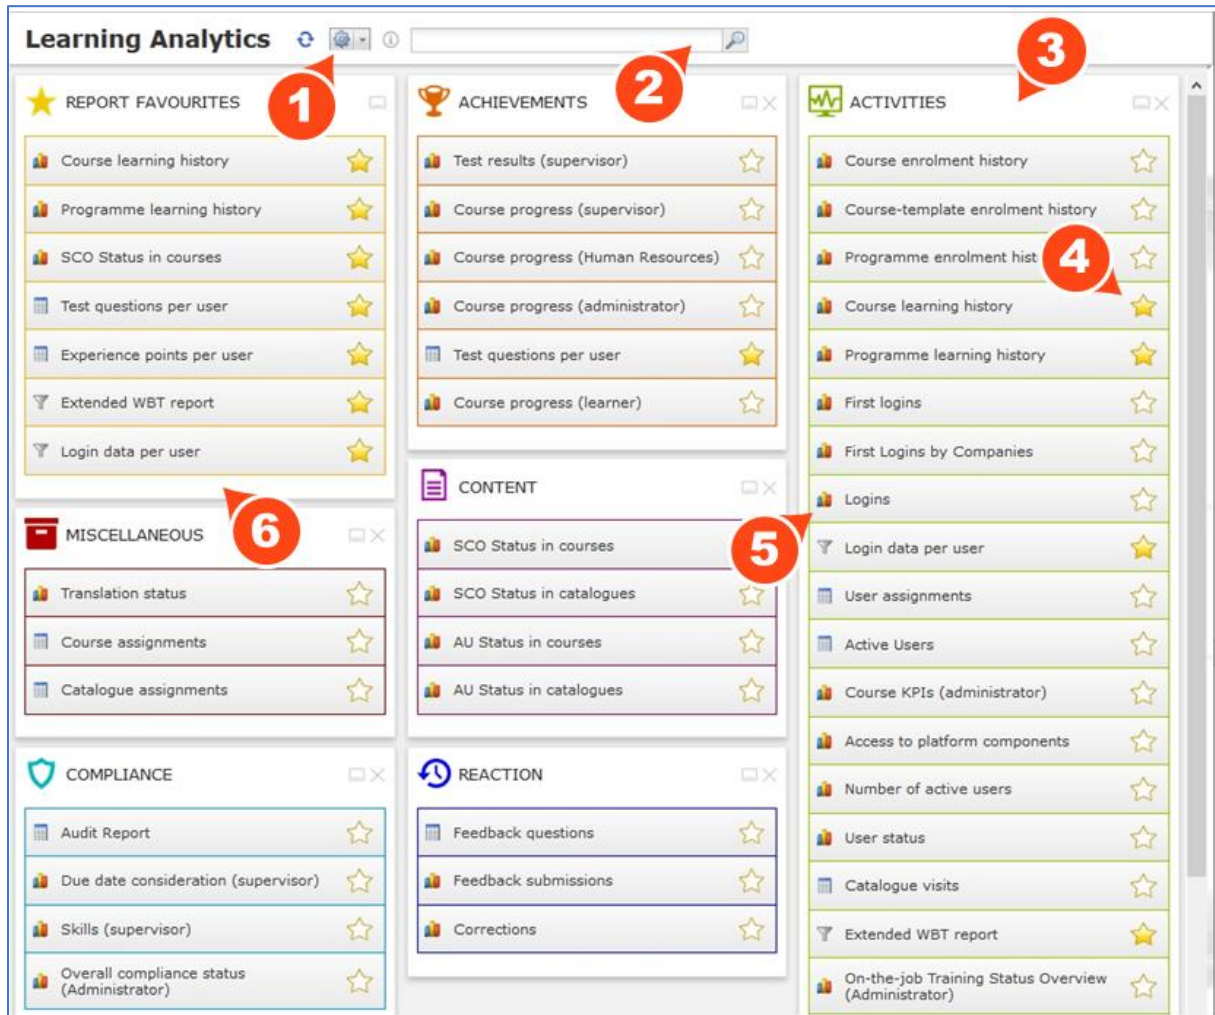 Learning Analytics
1
2
3
REPORT FAVOURITES
Course learning history
Programme learning history
SCO Status in courses
Test questions per user
Experience points per user
Extended WBT report
Login data per user
6
MISCELLANEOUS
Translation status
Course assignments
Catalogue assignments
COMPLIANCE
Audit Report
Due date consideration (supervisor)
Skills (supervisor)
Overall compliance status
(Administrator)
ACHIEVEMENTS
Test results (supervisor)
Course progress (supervisor)
Course progress (Human Resources)
Course progress (administrator)
Test questions per user
Course progress (learner)
CONTENT
SCO Status in courses
5
SCO Status in catalogues
AU Status in courses
AU Status in catalogues
REACTION
Feedback questions
Feedback submissions
Corrections
ACTIVITIES
Course enrolment history
Course-template enrolment history
Programme enrolment hist
4
Course learning history
Programme learning history
First logins
First Logins by Companies
Logins
Login data per user
User assignments
Active Users
Course KPIs (administrator)
Access to platform components
Number of active users
User status
Catalogue visits
Extended WBT report
On-the-job Training Status Overview
(Administrator)